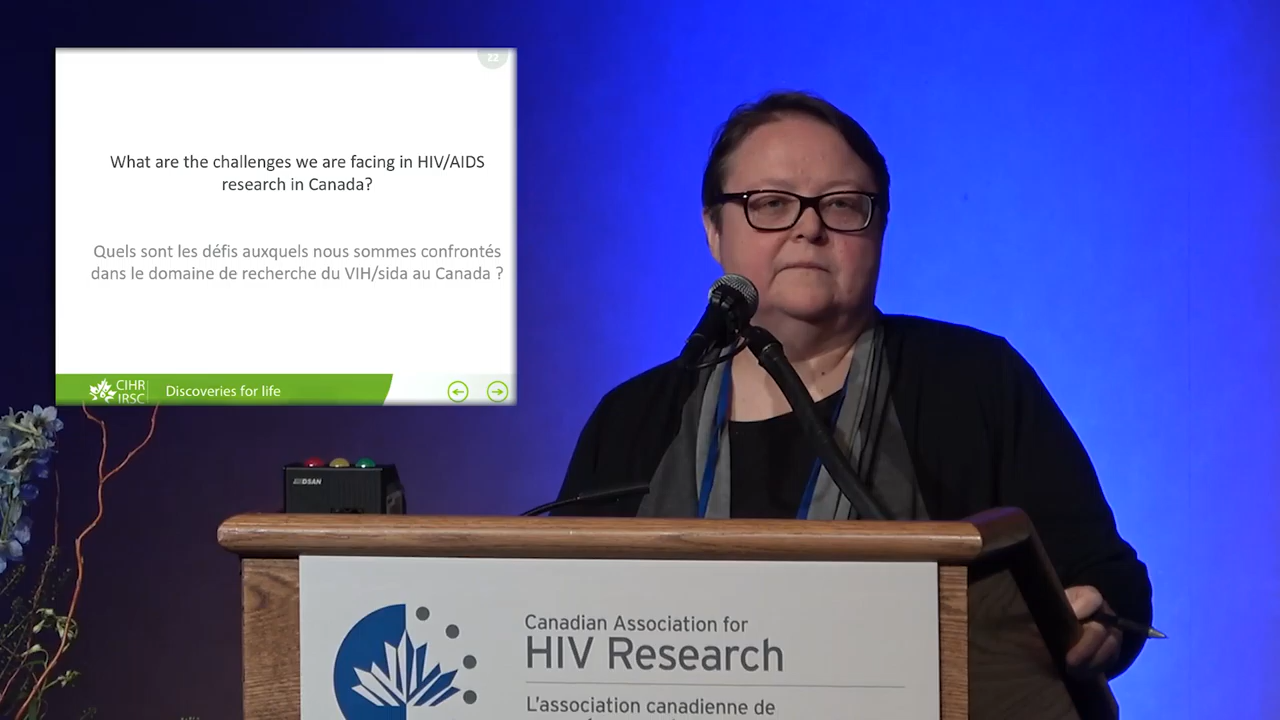 22
What are the challenges we are facing in HIV/AIDS
research in Canada?
Quels sont les défis auxquels nous sommes confrontés
dans le domaine de recherche du VIH/sida au Canada ?
CIHR
IRSC
Discoveries for life
DSAN
Canadian Association for
HIV Research
L'association canadienne de